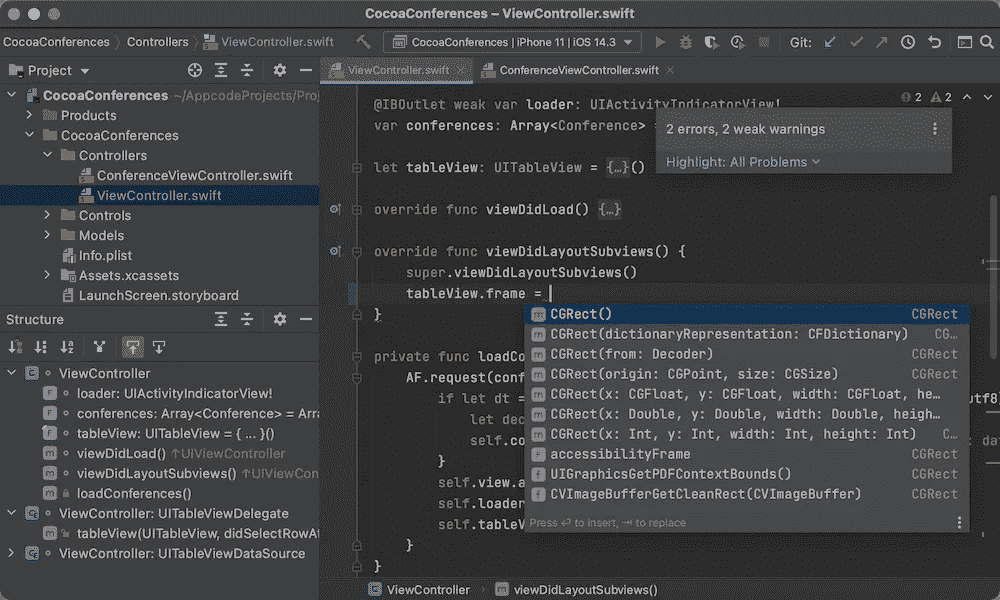 CocoaConferences – ViewController.swift
CocoaConferences Controllers ViewController.swift CocoaConferences | iPhone 11 | iOS 14.3 Git:
Project
CocoaConferences ~/AppcodeProjects/Proj
Products
CocoaConferences
Controllers
ConferenceViewController.swift
ViewController.swift
Controls
Models
Info.plist
Assets.xcassets
LaunchScreen.storyboard
Structure
ViewController
loader: UIActivityIndicatorView!
conferences: Array<Conference> = Arra
tableView: UITableView = { ... }()
viewDidLoad() ↑UIViewController
viewDidLayoutSubviews() ↑UIViewCon
loadConferences()
ViewController: UITableViewDelegate
tableView(UITableView, didSelectRowAt
ViewController: UITableViewDataSource
ViewController.swift ConferenceViewController.swift
@IBOutlet weak var loader: UIActivityIndicatorView!
2 2
var conferences: Array<Conference> =
2 errors, 2 weak warnings
Highlight: All Problems
let tableView: UITableView = {…}()
override func viewDidLoad() {…}
override func viewDidLayoutSubviews() {
super.viewDidLayoutSubviews()
tableView.frame =
}
CGRect() CGRect
CGRect(dictionaryRepresentation: CFDictionary) CG…
CGRect(from: Decoder) CGRect
CGRect(origin: CGPoint, size: CGSize) CGRect
CGRect(x: CGFloat, y: CGFloat, width: CGFloat, he…
CGRect(x: Double, y: Double, width: Double, heigh…
CGRect(x: Int, y: Int, width: Int, height: Int) C…
accessibilityFrame CGRect
UIGraphicsGetPDFContextBounds() CGRect
CVImageBufferGetCleanRect(CVImageBuffer) CGRect
Press ⏎ to insert, ⇥ to replace
private func loadCo
AF.request(conf
if let dt = utf8)
let dec
self.co : dat
}
self.view.a
self.loader
self.tableV
}
}
ViewController viewDidLayoutSubviews()